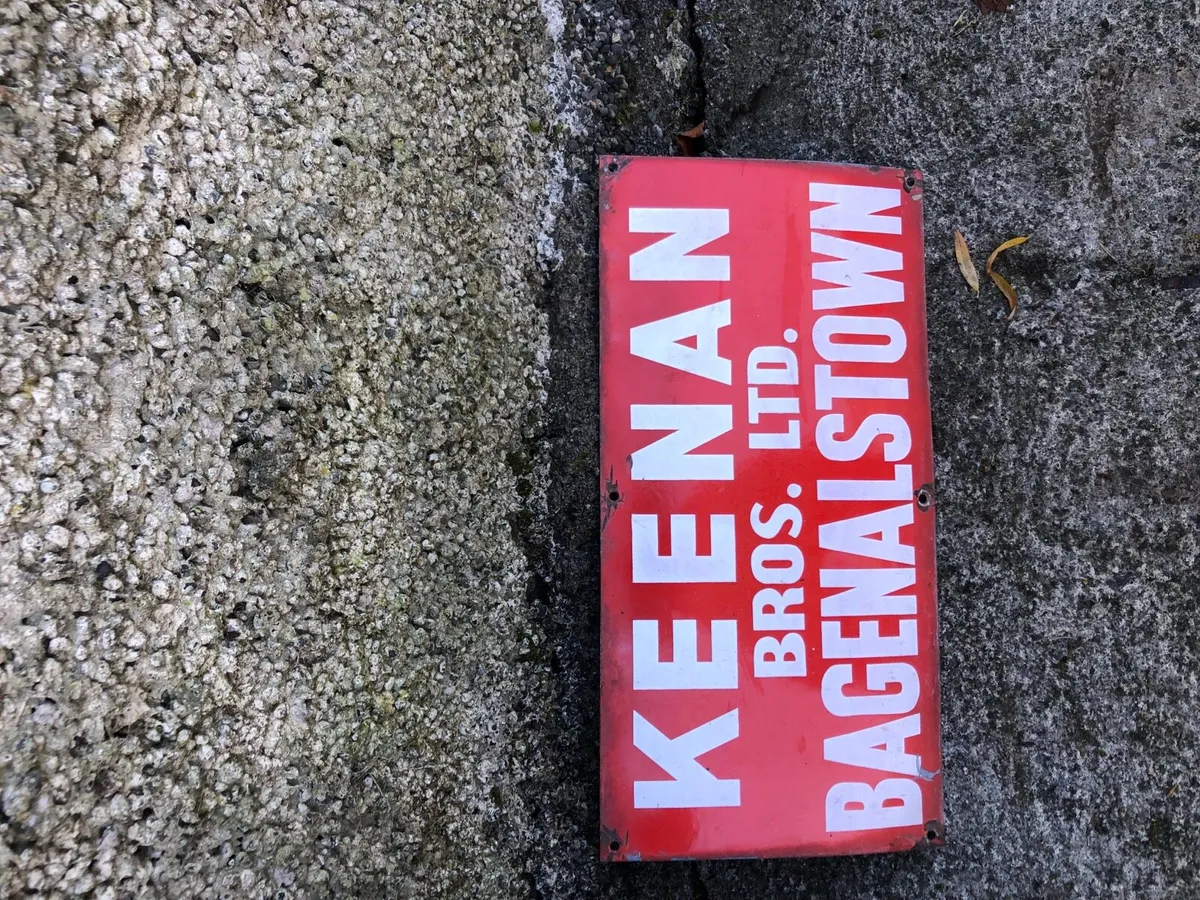 KEENAN
BROS. LTD.
BAGENALSTOWN